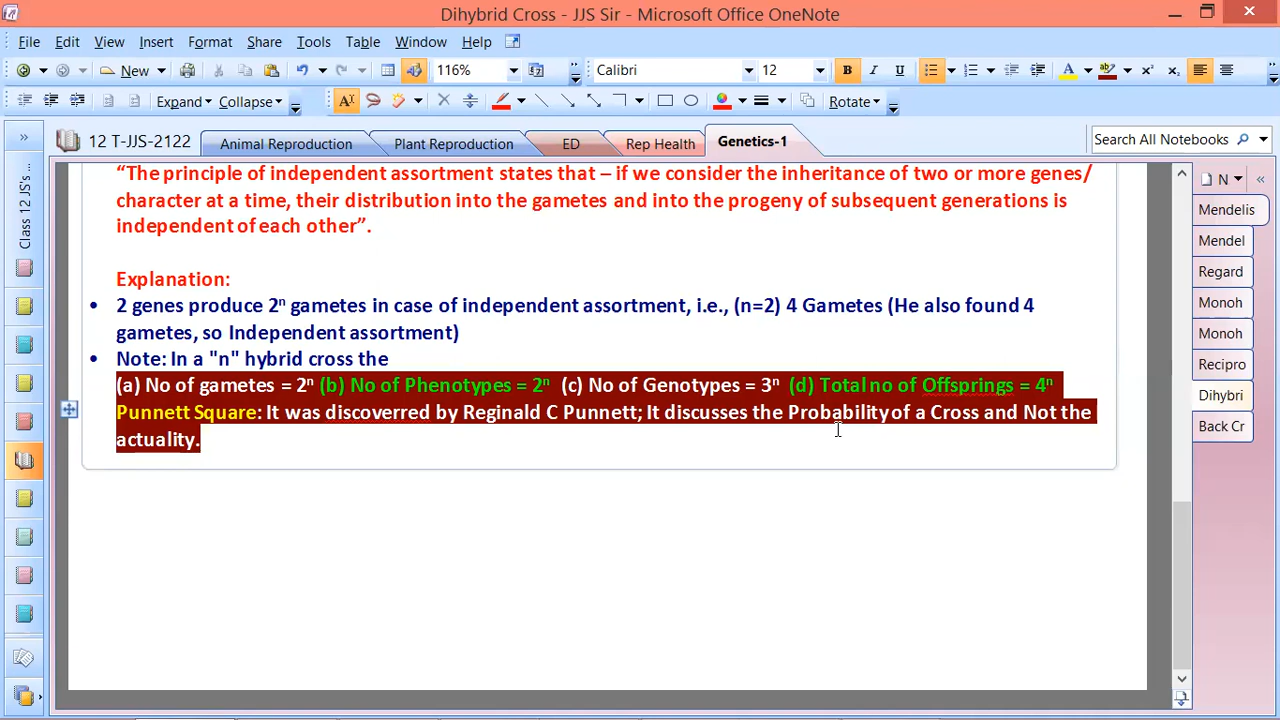 Dihybrid Cross - JJS Sir - Microsoft Office OneNote
File Edit View Insert Format Share Tools Table Window Help
New 116% Calibri 12 B I U x² x₂
Expand Collapse Rotate
12 T-JJS-2122 Animal Reproduction Plant Reproduction ED Rep Health Genetics-1 Search All Notebooks
Class 12 JJS's
N
Mendelis
Mendel
Regard
Monoh
Monoh
Recipro
Dihybri
Back Cr
“The principle of independent assortment states that – if we consider the inheritance of two or more genes/
character at a time, their distribution into the gametes and into the progeny of subsequent generations is
independent of each other”.
Explanation:
• 2 genes produce 2ⁿ gametes in case of independent assortment, i.e., (n=2) 4 Gametes (He also found 4
gametes, so Independent assortment)
• Note: In a "n" hybrid cross the
(a) No of gametes = 2ⁿ (b) No of Phenotypes = 2ⁿ (c) No of Genotypes = 3ⁿ (d) Total no of Offsprings = 4ⁿ
Punnett Square: It was discoverred by Reginald C Punnett; It discusses the Probability of a Cross and Not the
actuality.